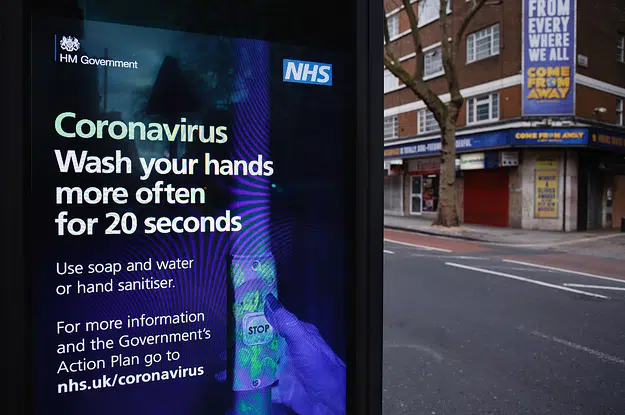 HM Government
NHS
Coronavirus
Wash your hands
more often
for 20 seconds
Use soap and water
or hand sanitiser.
For more information
and the Government's
Action Plan go to
nhs.uk/coronavirus
STOP
FROM
EVERY
WHERE
WE ALL
COME
FROM
AWAY
COME FROM AWAY